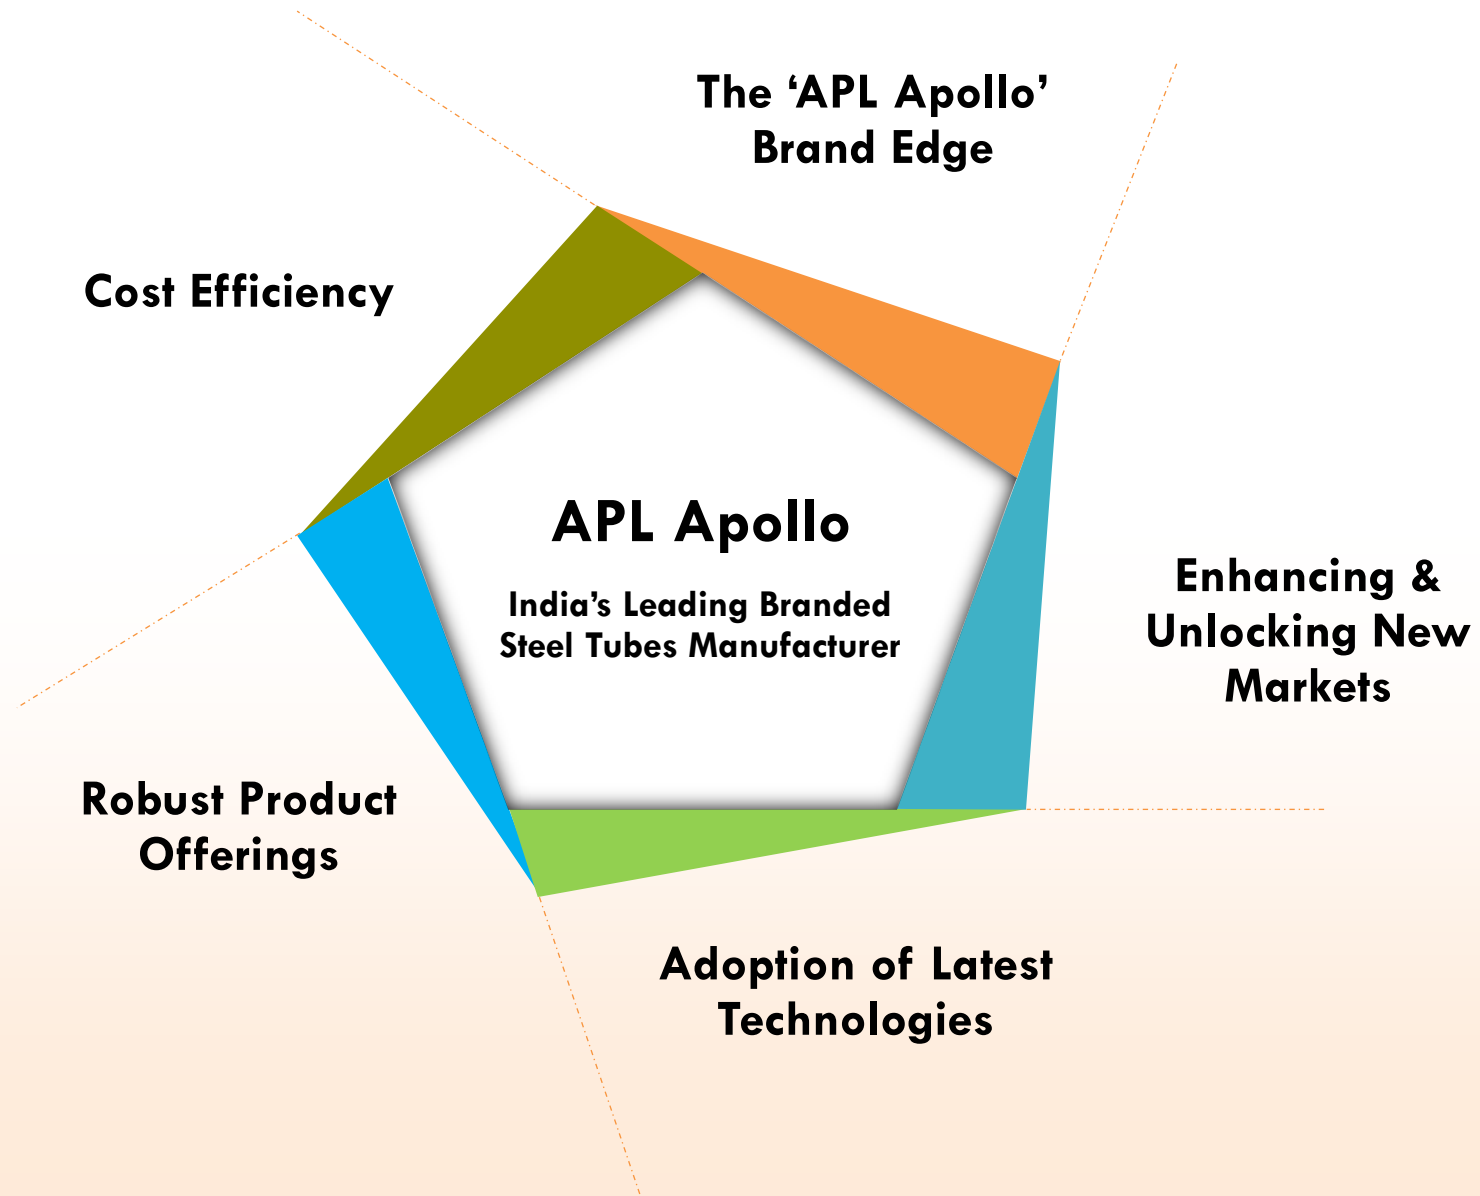 The ‘APL Apollo’
Brand Edge
Cost Efficiency
APL Apollo
India’s Leading Branded
Steel Tubes Manufacturer
Enhancing &
Unlocking New
Markets
Robust Product
Offerings
Adoption of Latest
Technologies